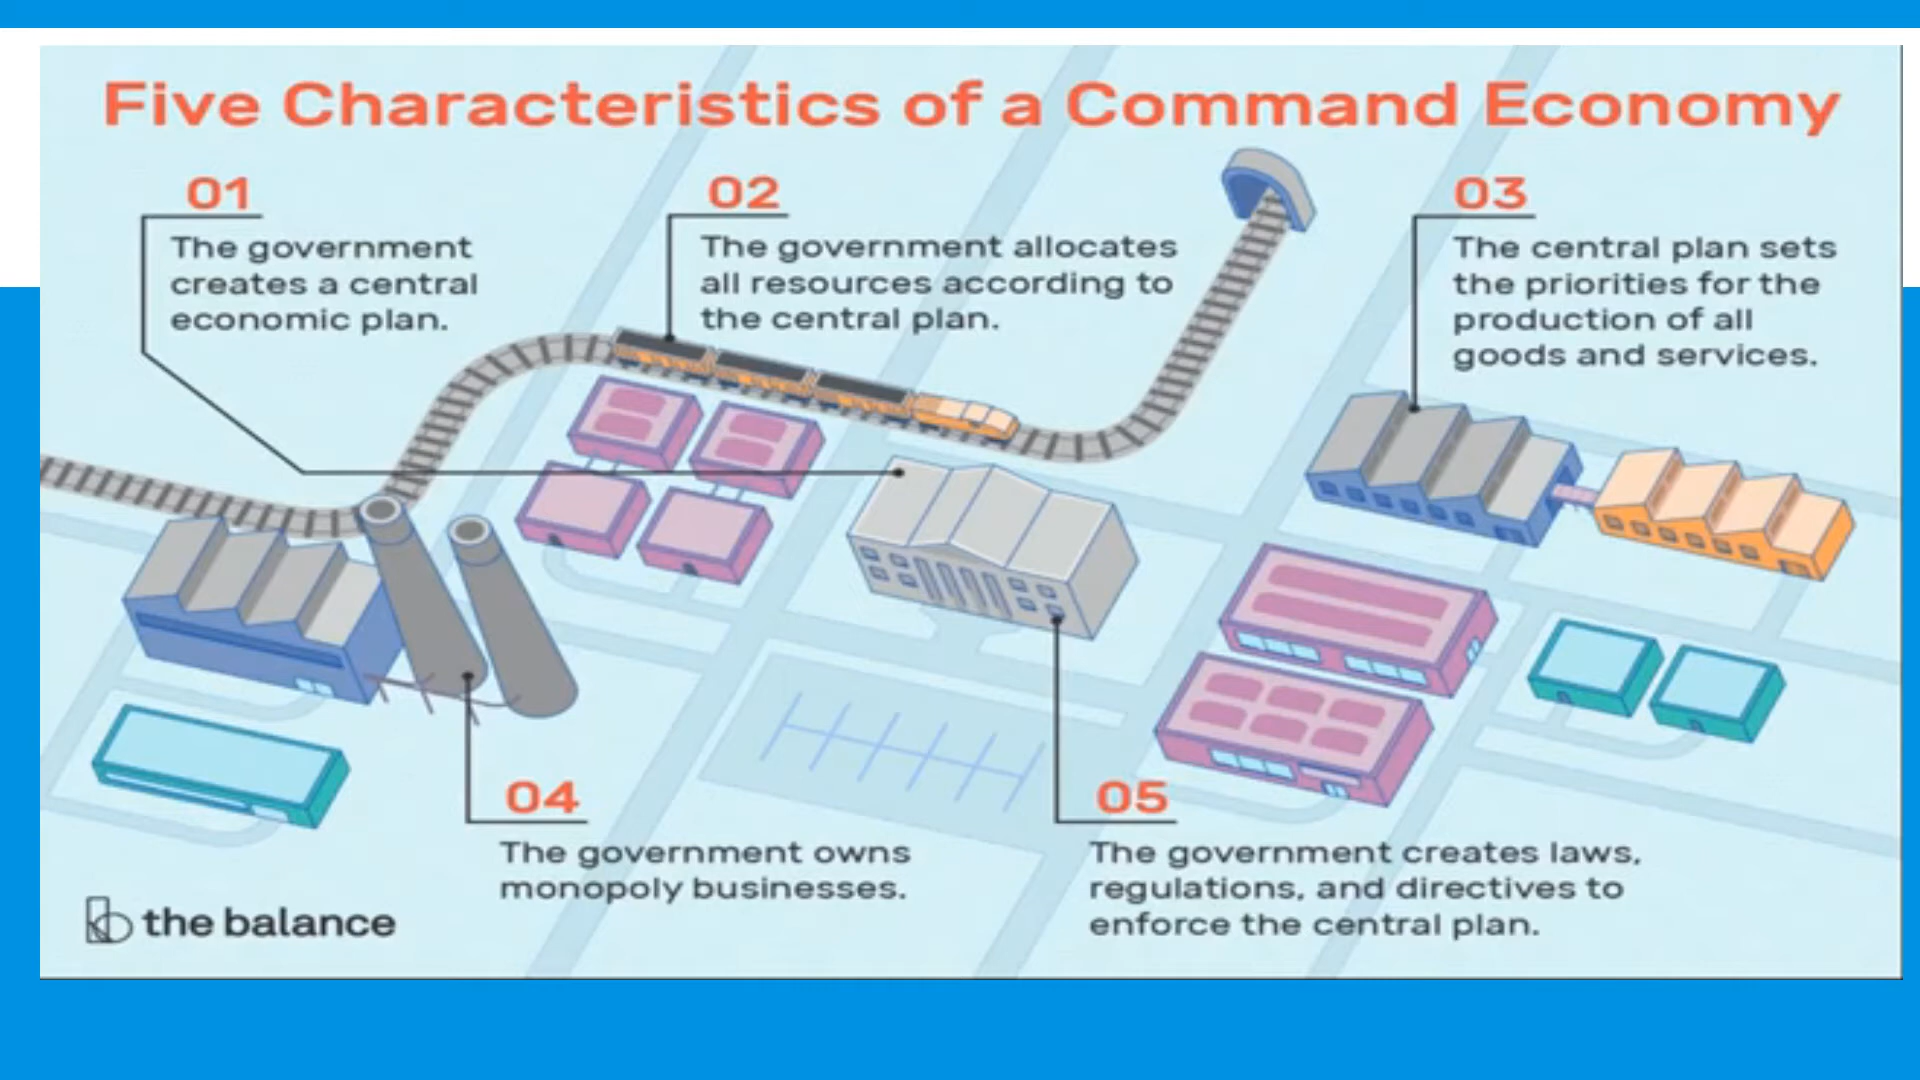 Five Characteristics of a Command Economy
01
The government
creates a central
economic plan.
02
The government allocates
all resources according to
the central plan.
03
The central plan sets
the priorities for the
production of all
goods and services.
04
The government owns
monopoly businesses.
05
The government creates laws,
regulations, and directives to
enforce the central plan.
the balance